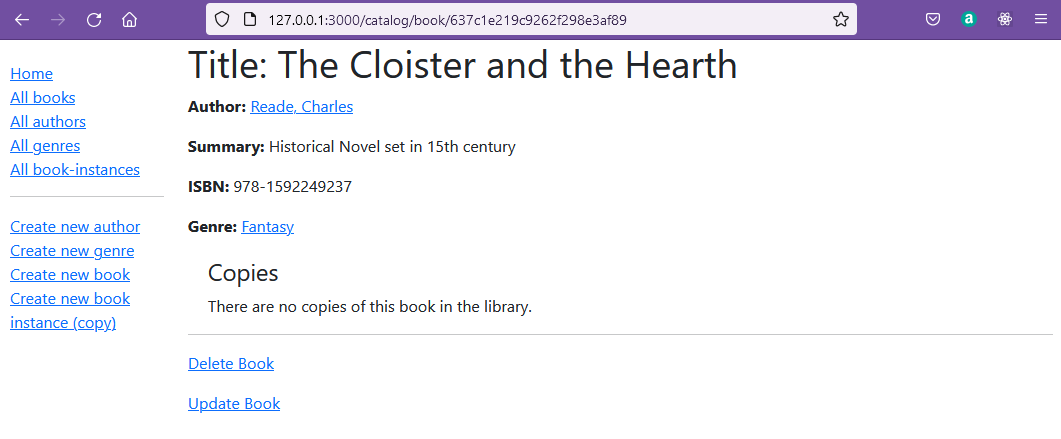 127.0.0.1:3000/catalog/book/637c1e219c9262f298e3af89
Home
All books
All authors
All genres
All book-instances
Create new author
Create new genre
Create new book
Create new book
instance (copy)
Title: The Cloister and the Hearth
Author: Reade, Charles
Summary: Historical Novel set in 15th century
ISBN: 978-1592249237
Genre: Fantasy
Copies
There are no copies of this book in the library.
Delete Book
Update Book